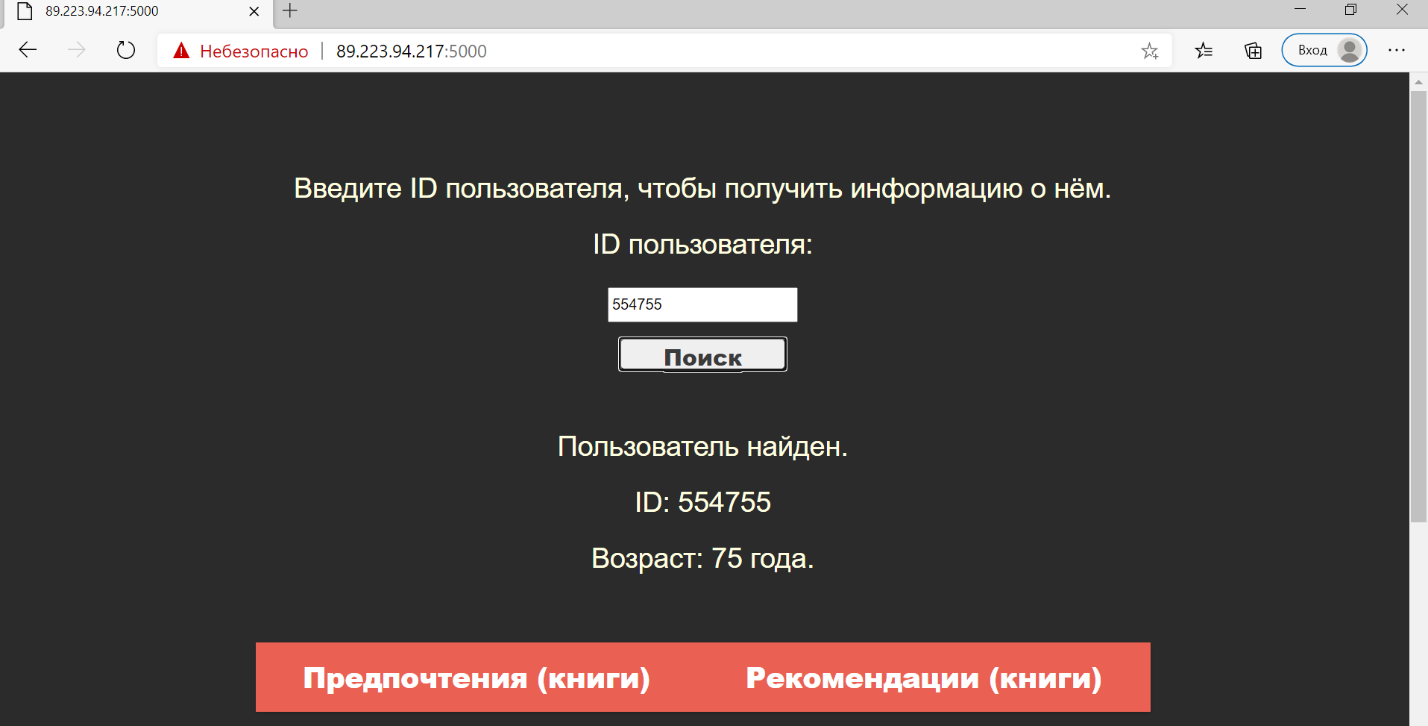 89.223.94.217:5000
Небезопасно | 89.223.94.217:5000
Вход
Введите ID пользователя, чтобы получить информацию о нём.
ID пользователя:
554755
Поиск
Пользователь найден.
ID: 554755
Возраст: 75 года.
Предпочтения (книги) Рекомендации (книги)